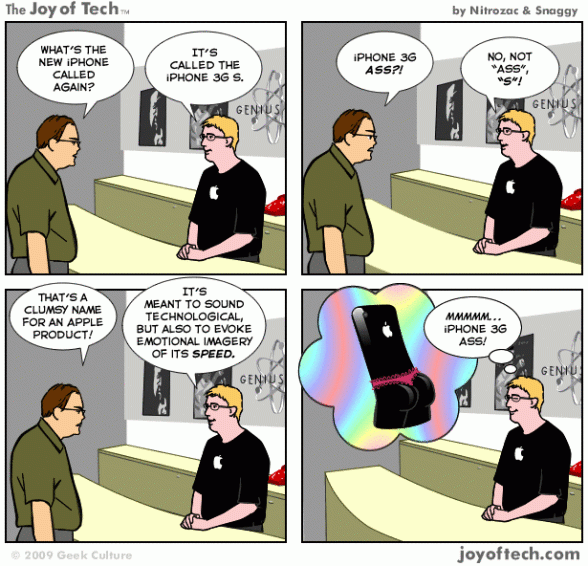 The Joy of Tech™
by Nitrozac & Snaggy
WHAT'S THE
NEW iPHONE
CALLED
AGAIN?
IT'S
CALLED THE
iPHONE 3G S.
GENIUS
iPHONE 3G
ASS?!
NO, NOT
"ASS",
"S"!
GENIUS
THAT'S A
CLUMSY NAME
FOR AN APPLE
PRODUCT!
IT'S
MEANT TO SOUND
TECHNOLOGICAL,
BUT ALSO TO EVOKE
EMOTIONAL IMAGERY
OF ITS SPEED.
GENIUS
MMMMM...
iPHONE 3G
ASS!
GENIUS
© 2009 Geek Culture
joyoftech.com